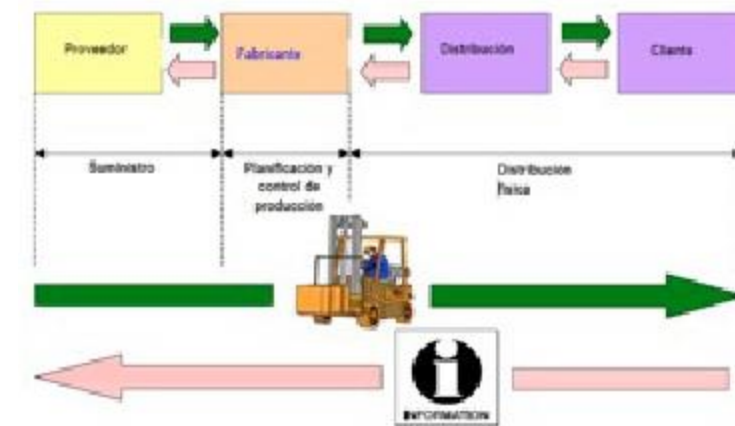 Proveedor
Fabricante
Distribución
Cliente
Suministro
Planificación y
control de
producción
Distribución
física
INFORMATION